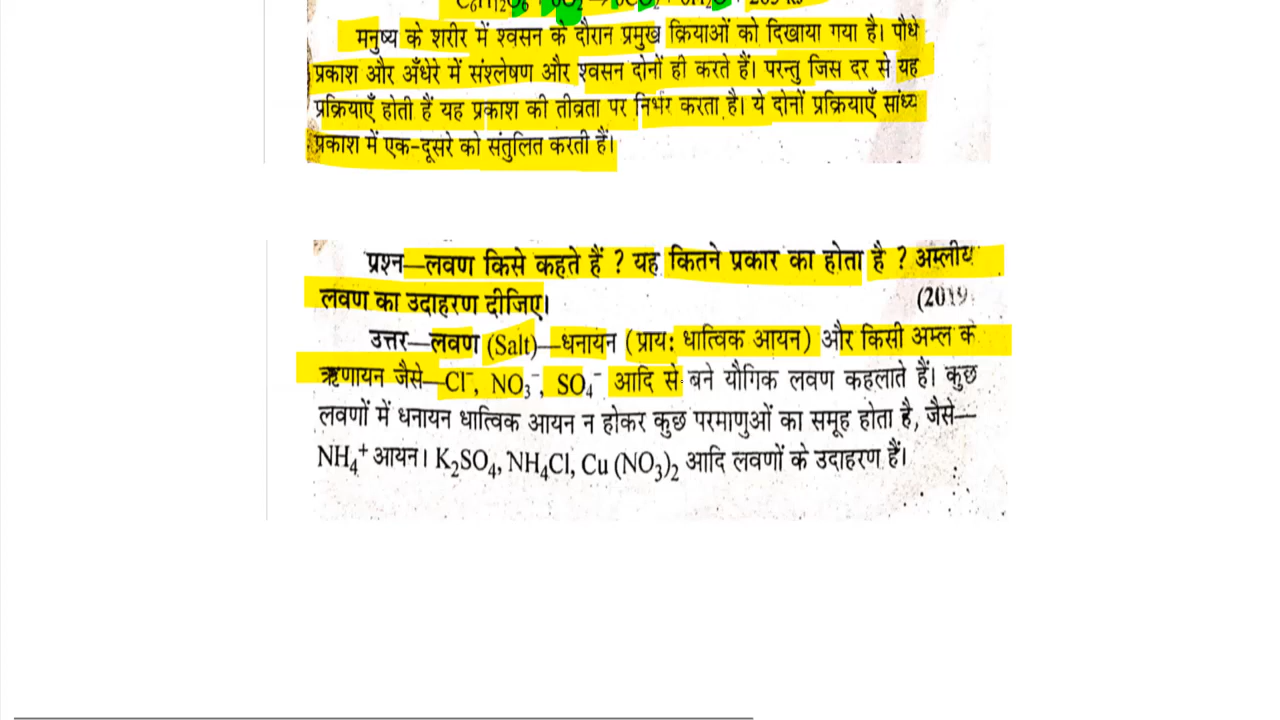 मनुष्य के शरीर में श्वसन के दौरान प्रमुख क्रियाओं को दिखाया गया है। पौधे
प्रकाश और अँधेरे में संश्लेषण और श्वसन दोनों ही करते हैं। परन्तु जिस दर से यह
प्रक्रियाएँ होती हैं यह प्रकाश की तीव्रता पर निर्भर करता है। ये दोनों प्रक्रियाएँ सांध्य
प्रकाश में एक-दूसरे को संतुलित करती हैं।
प्रश्न—लवण किसे कहते हैं ? यह कितने प्रकार का होता है ? अम्लीय
लवण का उदाहरण दीजिए। (2019
उत्तर—लवण (Salt)—धनायन (प्राय: धात्विक आयन) और किसी अम्ल के
ऋणायन जैसे—Cl⁻, NO₃⁻, SO₄⁻ आदि से बने यौगिक लवण कहलाते हैं। कुछ
लवणों में धनायन धात्विक आयन न होकर कुछ परमाणुओं का समूह होता है, जैसे—
NH₄⁺ आयन। K₂SO₄, NH₄Cl, Cu (NO₃)₂ आदि लवणों के उदाहरण हैं।